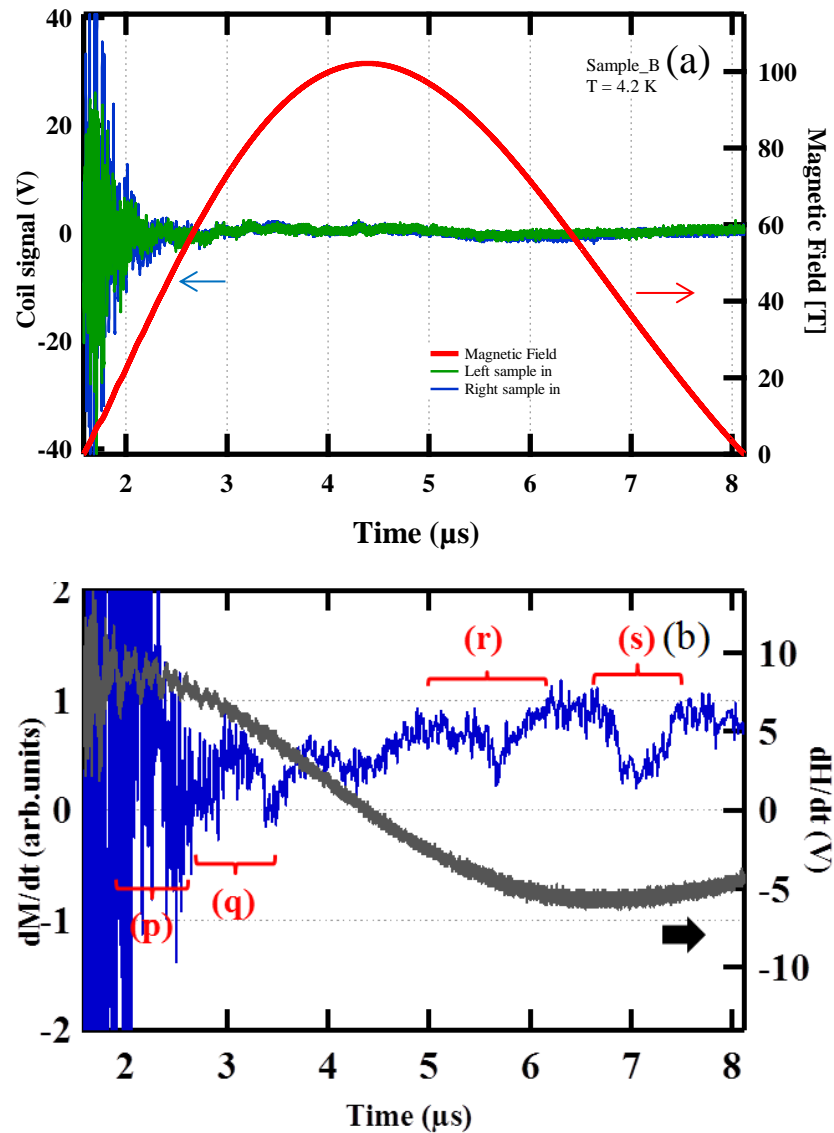 40
20
0
-20
-40
Coil signal (V)
(a)
Sample_B
T = 4.2 K
100
80
60
40
20
0
Magnetic Field [T]
Magnetic Field
Left sample in
Right sample in
2 3 4 5 6 7 8
Time (μs)
2
1
0
-1
-2
dM/dt (arb.units)
(r)
(s)
(b)
(p)
(q)
10
5
0
-5
-10
dH/dt (V)
2 3 4 5 6 7 8
Time (μs)